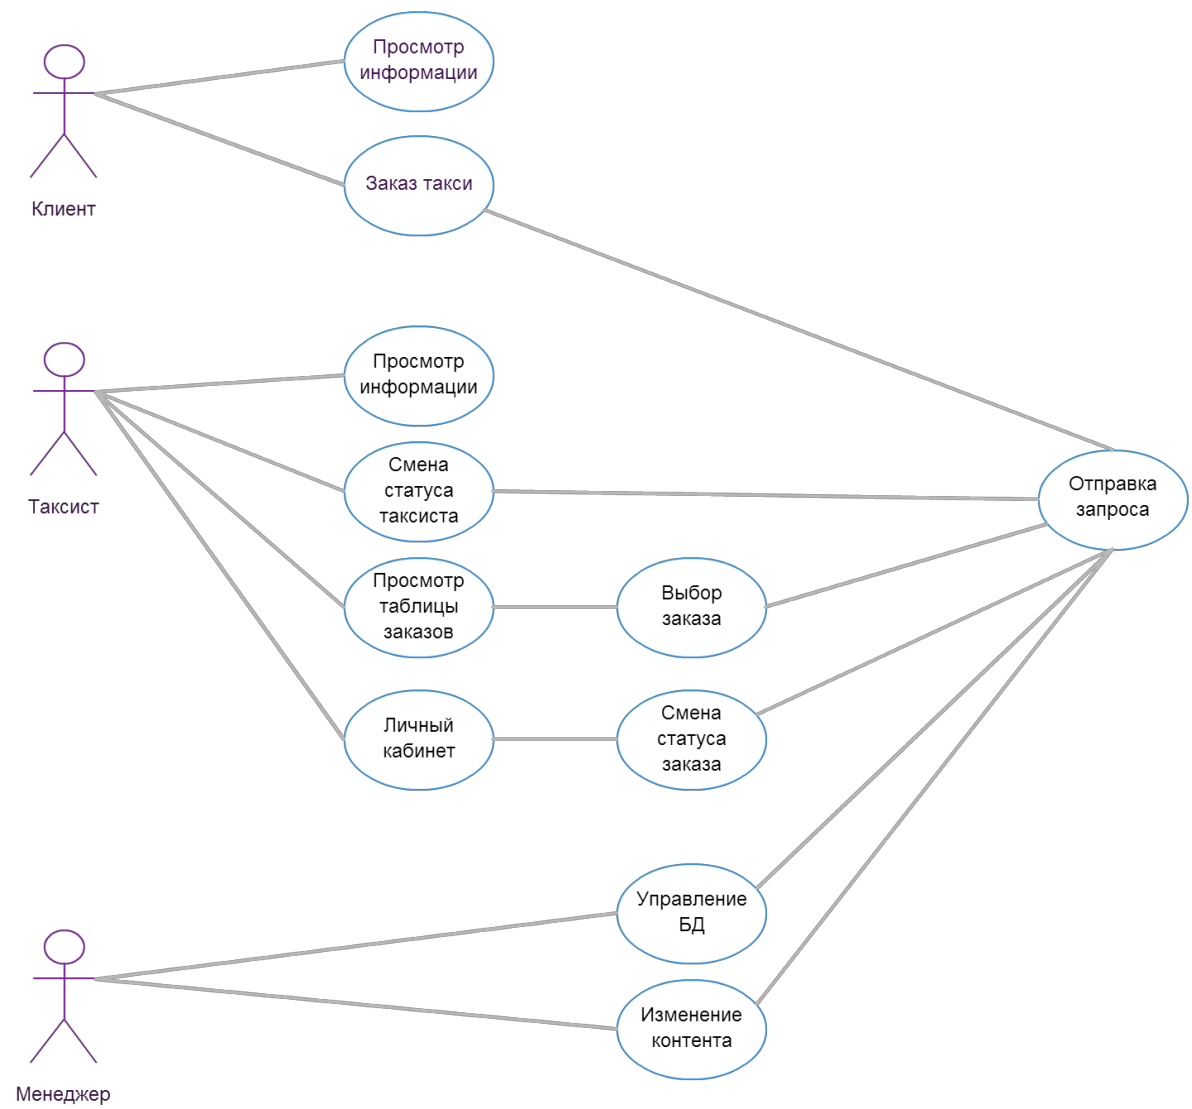 Просмотр
информации
Заказ такси
Клиент
Просмотр
информации
Смена
статуса
таксиста
Таксист
Отправка
запроса
Просмотр
таблицы
заказов
Выбор
заказа
Личный
кабинет
Смена
статуса
заказа
Управление
БД
Изменение
контента
Менеджер